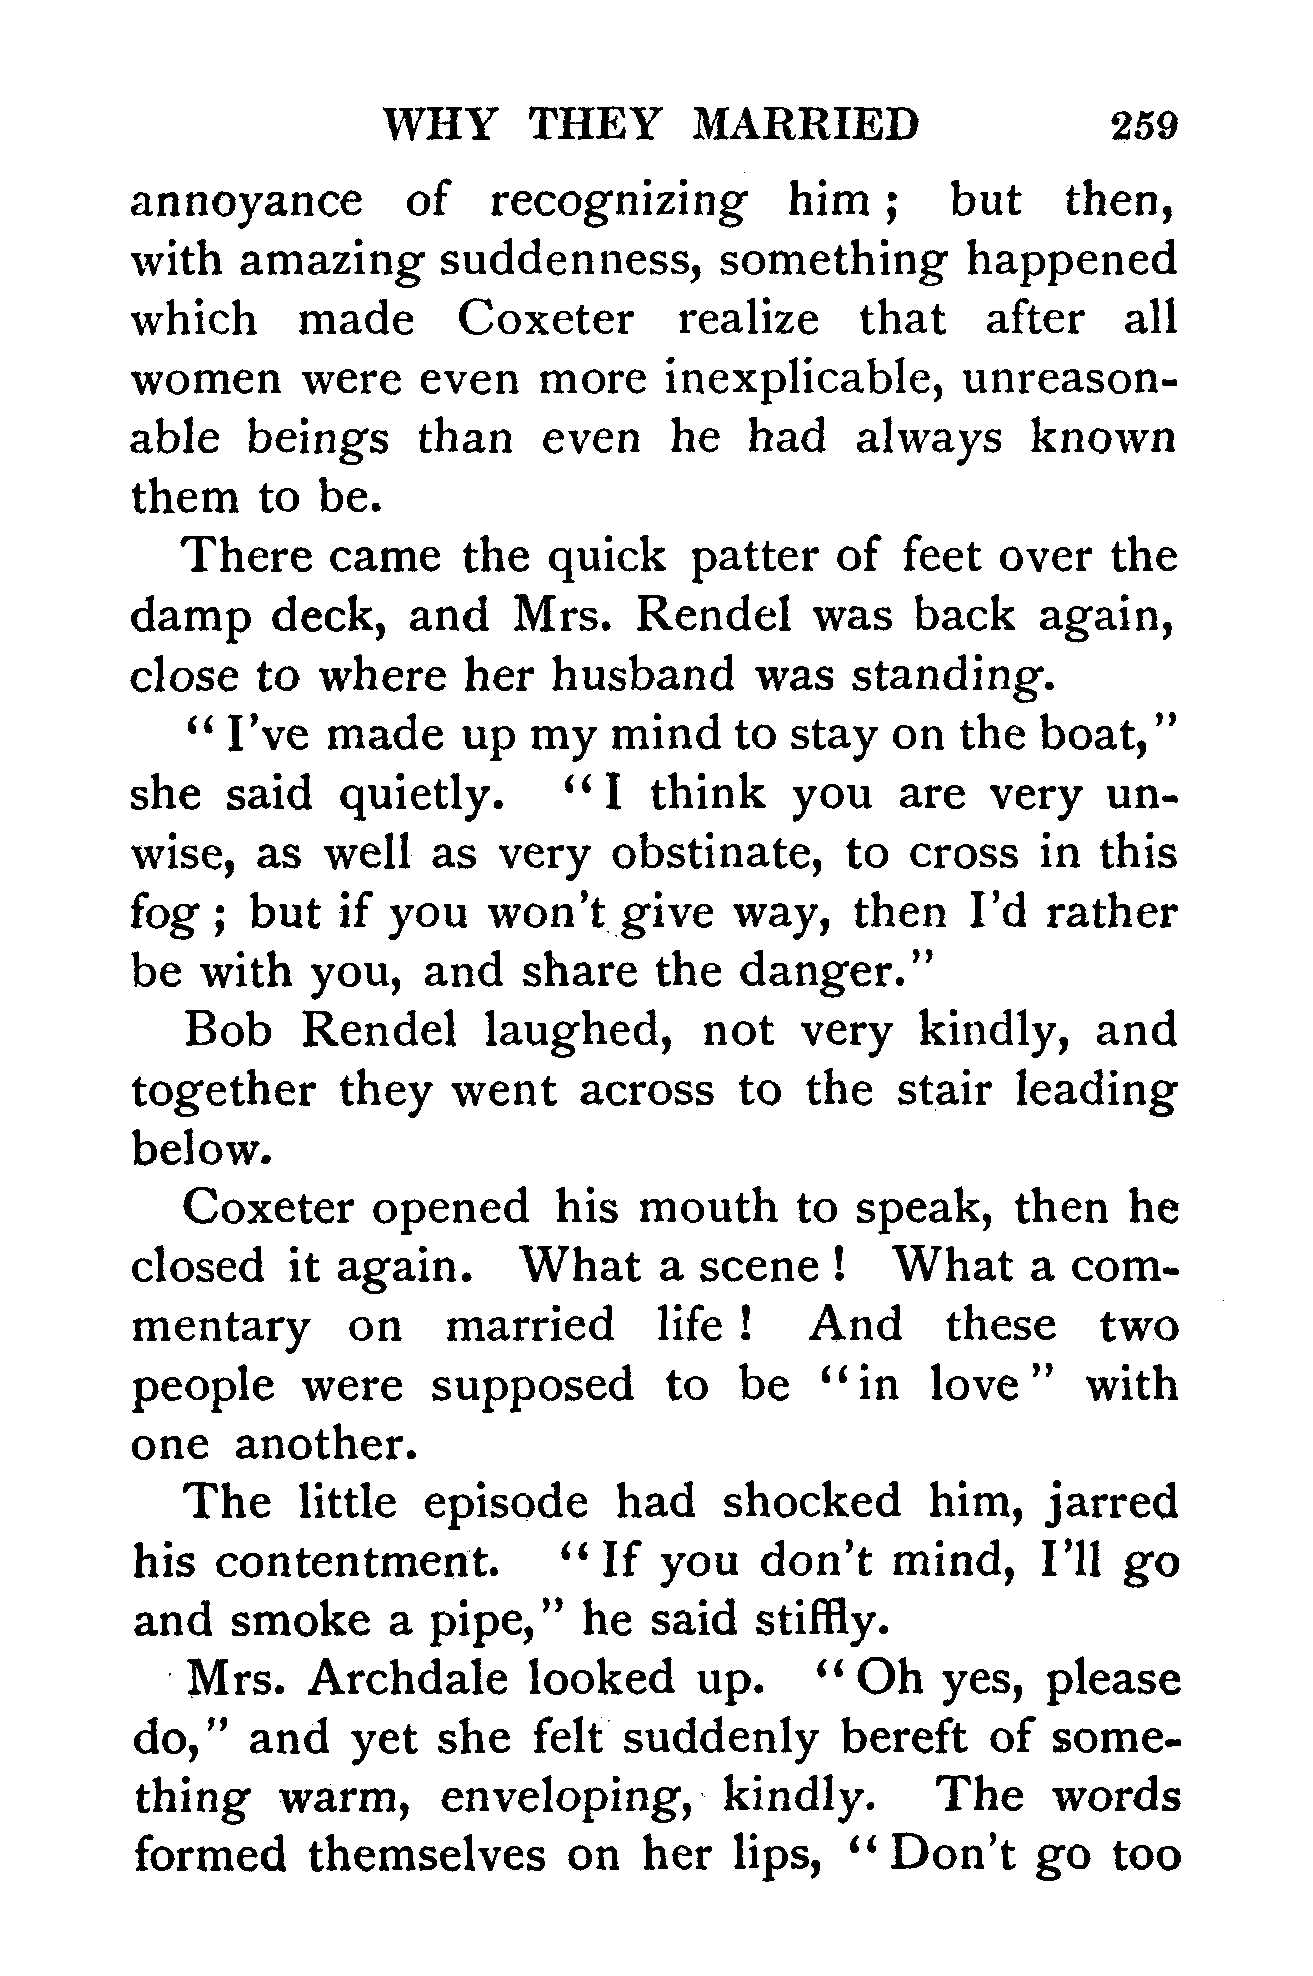 WHY THEY MARRIED 259
annoyance of recognizing him ; but then,
with amazing suddenness, something happened
which made Coxeter realize that after all
women were even more inexplicable, unreason-
able beings than even he had always known
them to be.
There came the quick patter of feet over the
damp deck, and Mrs. Rendel was back again,
close to where her husband was standing.
“ I’ve made up my mind to stay on the boat,”
she said quietly. “ I think you are very un-
wise, as well as very obstinate, to cross in this
fog ; but if you won’t give way, then I’d rather
be with you, and share the danger.”
Bob Rendel laughed, not very kindly, and
together they went across to the stair leading
below.
Coxeter opened his mouth to speak, then he
closed it again. What a scene ! What a com-
mentary on married life ! And these two
people were supposed to be “ in love ” with
one another.
The little episode had shocked him, jarred
his contentment. “ If you don’t mind, I’ll go
and smoke a pipe,” he said stiffly.
Mrs. Archdale looked up. “ Oh yes, please
do,” and yet she felt suddenly bereft of some-
thing warm, enveloping, kindly. The words
formed themselves on her lips, “ Don’t go too